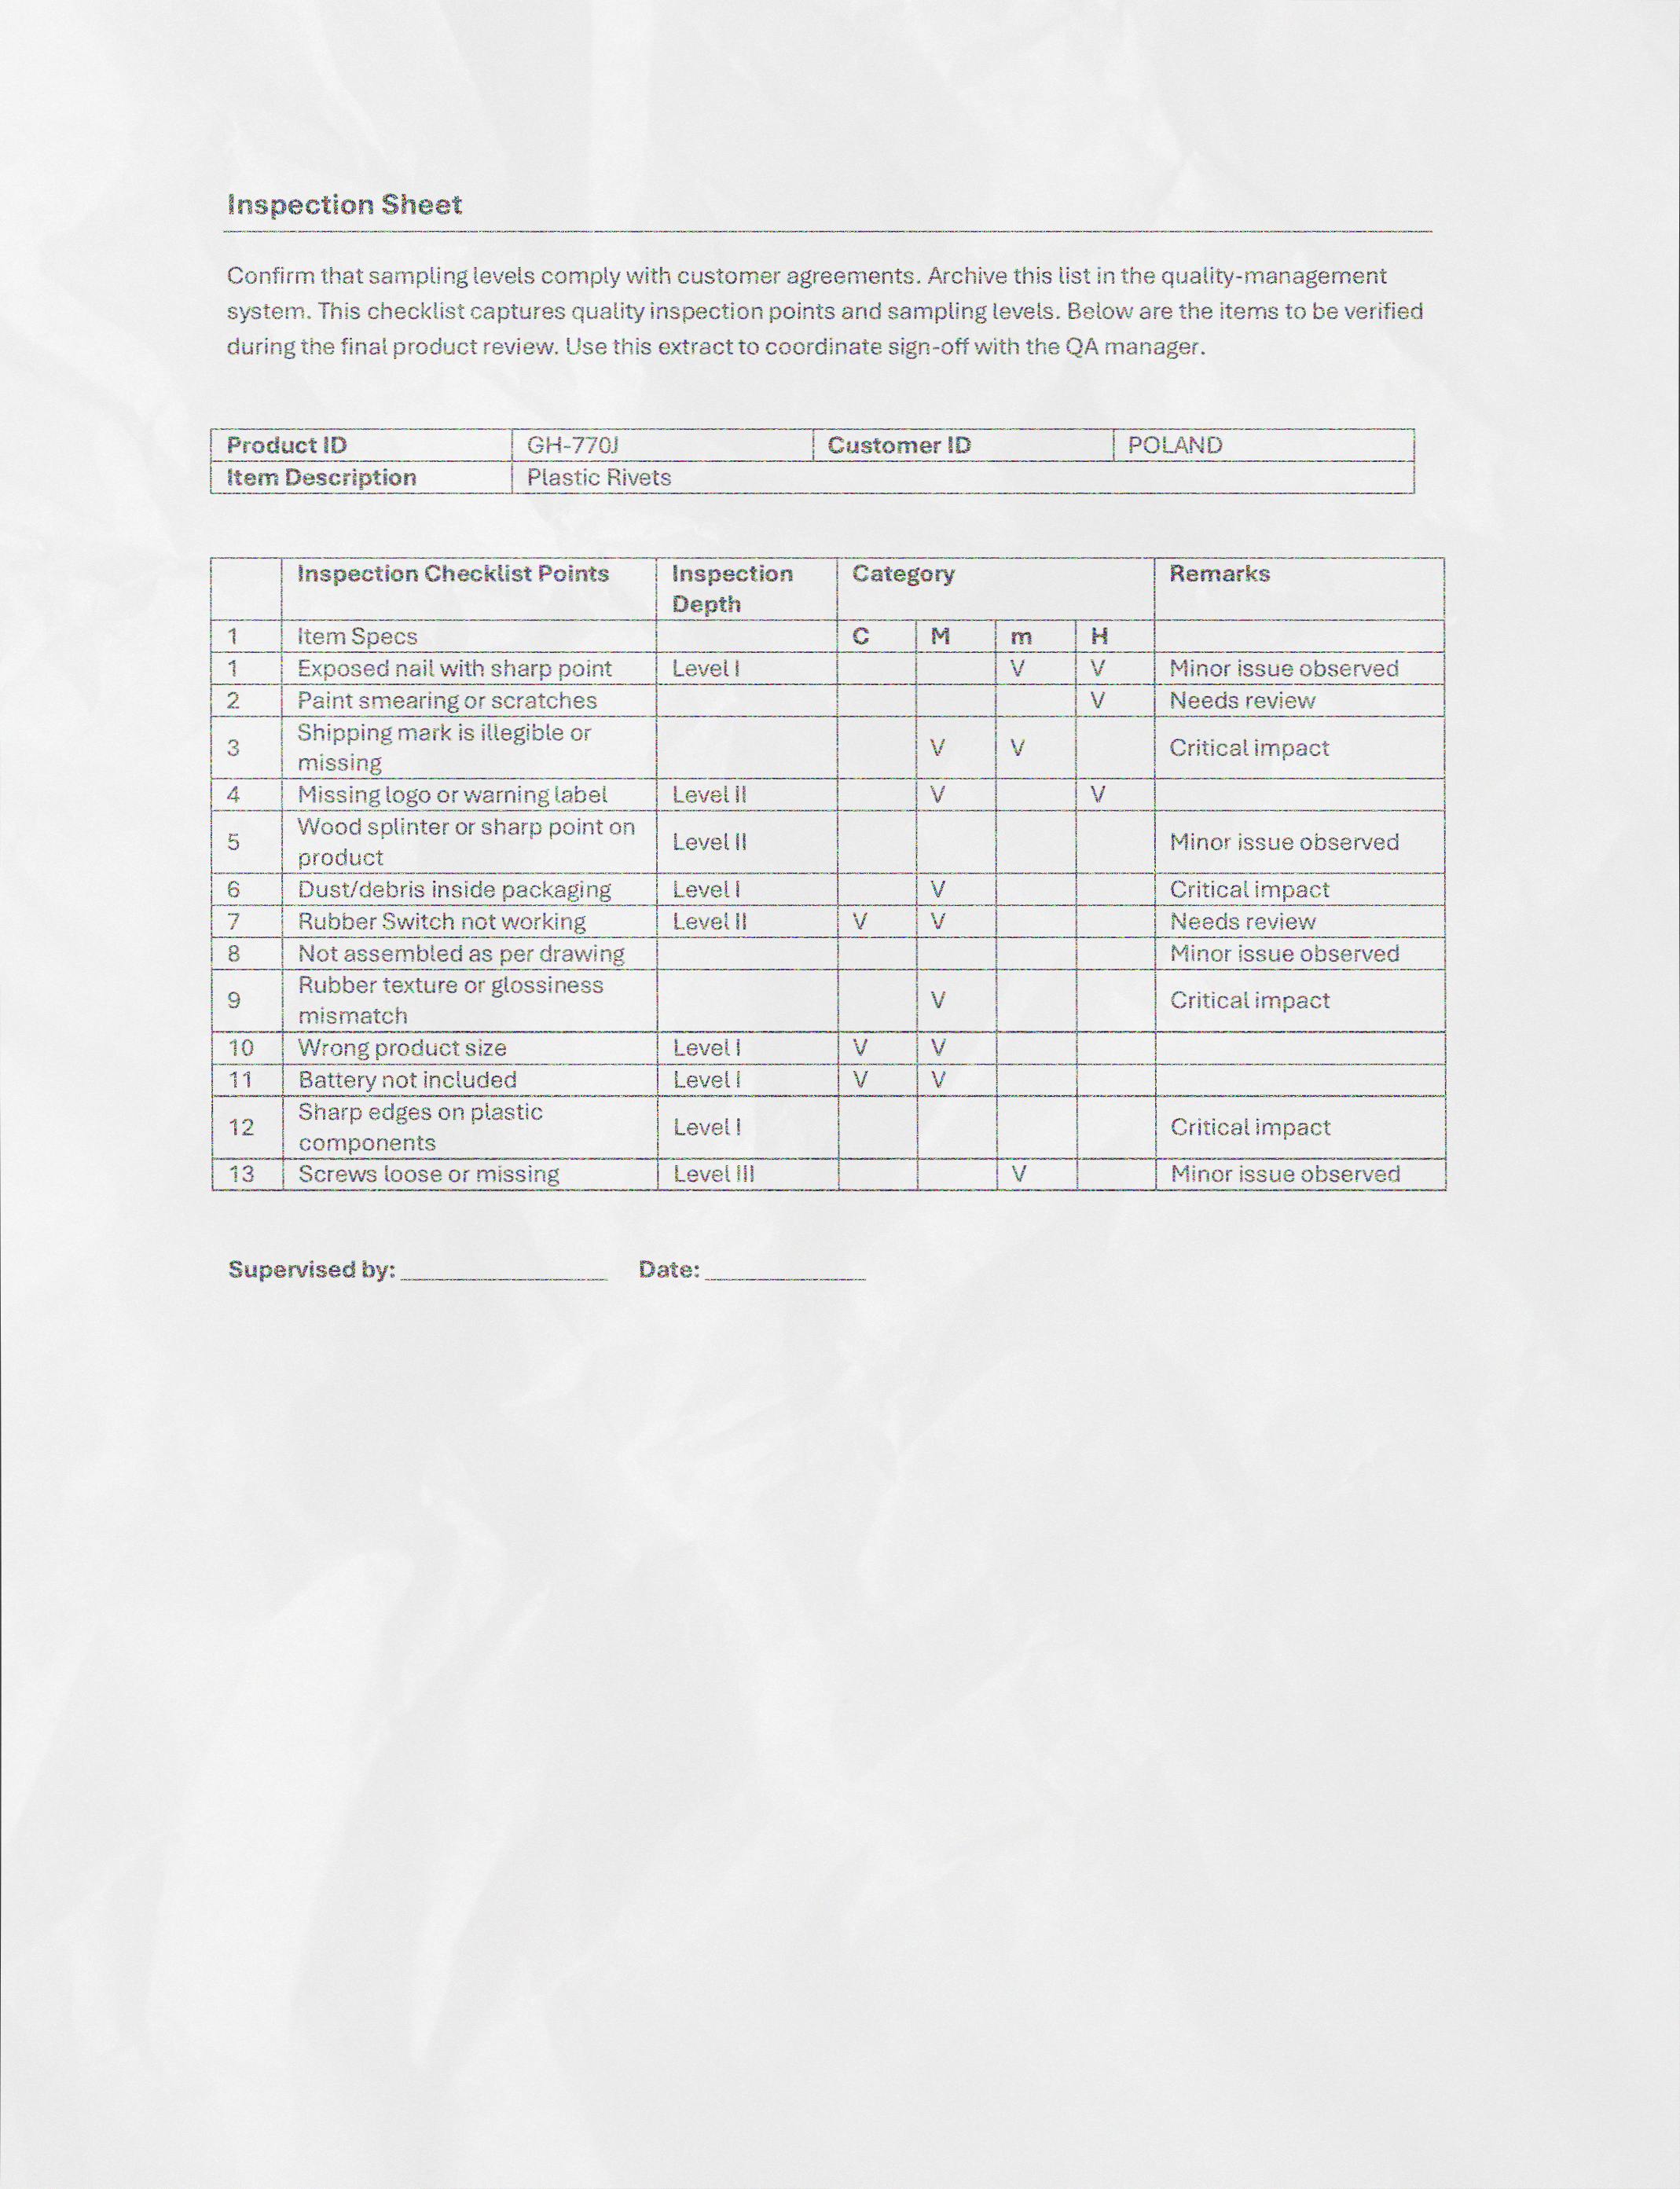 Inspection Sheet
Confirm that sampling levels comply with customer agreements. Archive this list in the quality-management
system. This checklist captures quality inspection points and sampling levels. Below are the items to be verified
during the final product review. Use this extract to coordinate sign-off with the QA manager.
Product ID GH-770J Customer ID POLAND
Item Description Plastic Rivets
Inspection Checklist Points Inspection Category Remarks
Depth
1 Item Specs C M m H
1 Exposed nail with sharp point Level I V V Minor issue observed
2 Paint smearing or scratches V Needs review
Shipping mark is illegible or
3 V V Critical impact
missing
4 Missing logo or warning label Level II V V
Wood splinter or sharp point on
5 Level II Minor issue observed
product
6 Dust/debris inside packaging Level I V Critical impact
7 Rubber Switch not working Level II V V Needs review
8 Not assembled as per drawing Minor issue observed
Rubber texture or glossiness
9 V Critical impact
mismatch
10 Wrong product size Level I V V
11 Battery not included Level I V V
Sharp edges on plastic
12 Level I Critical impact
components
13 Screws loose or missing Level III V Minor issue observed
Supervised by: _________________ Date: _____________